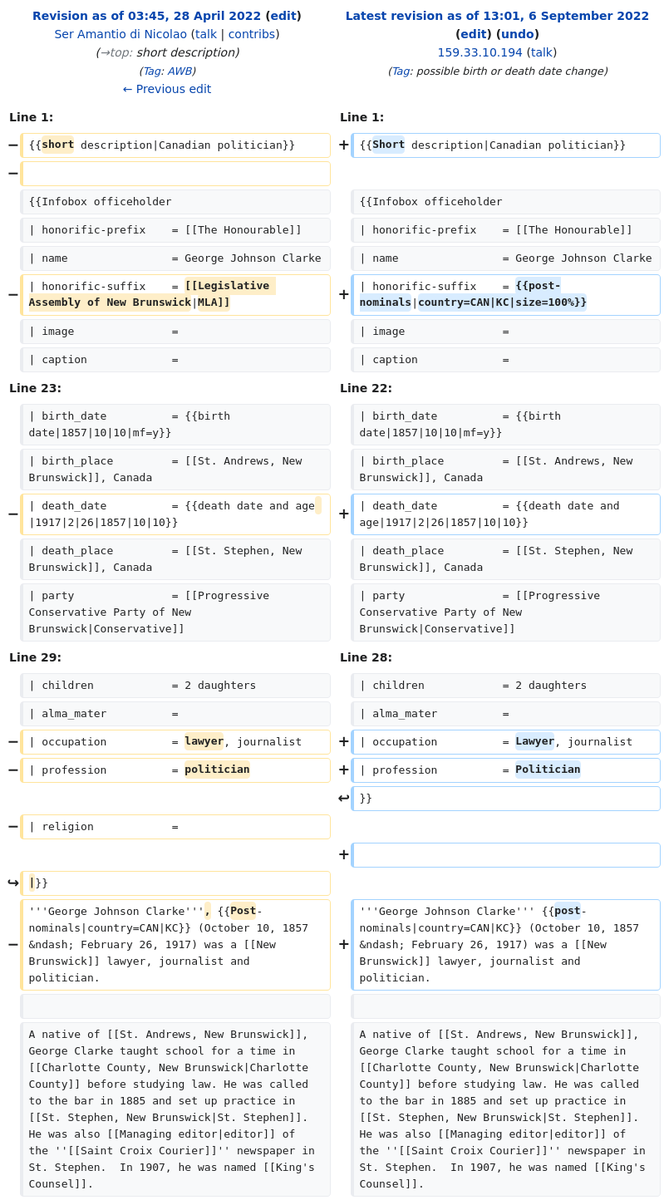 Revision as of 03:45, 28 April 2022 (edit)
Ser Amantio di Nicolao (talk | contribs)
(→top: short description)
(Tag: AWB)
← Previous edit
Latest revision as of 13:01, 6 September 2022
(edit) (undo)
159.33.10.194 (talk)
(Tag: possible birth or death date change)
Line 1:
Line 1:
− {{short description|Canadian politician}}
+ {{Short description|Canadian politician}}
−
{{Infobox officeholder
{{Infobox officeholder
| honorific-prefix = [[The Honourable]]
| honorific-prefix = [[The Honourable]]
| name = George Johnson Clarke
| name = George Johnson Clarke
− | honorific-suffix = [[Legislative
Assembly of New Brunswick|MLA]]
+ | honorific-suffix = {{post-
nominals|country=CAN|KC|size=100%}}
| image =
| image =
| caption =
| caption =
Line 23:
Line 22:
| birth_date = {{birth
date|1857|10|10|mf=y}}
| birth_date = {{birth
date|1857|10|10|mf=y}}
| birth_place = [[St. Andrews, New
Brunswick]], Canada
| birth_place = [[St. Andrews, New
Brunswick]], Canada
− | death_date = {{death date and age
|1917|2|26|1857|10|10}}
+ | death_date = {{death date and
age|1917|2|26|1857|10|10}}
| death_place = [[St. Stephen, New
Brunswick]], Canada
| death_place = [[St. Stephen, New
Brunswick]], Canada
| party = [[Progressive
Conservative Party of New
Brunswick|Conservative]]
| party = [[Progressive
Conservative Party of New
Brunswick|Conservative]]
Line 29:
Line 28:
| children = 2 daughters
| children = 2 daughters
| alma_mater =
| alma_mater =
− | occupation = lawyer, journalist
+ | occupation = Lawyer, journalist
− | profession = politician
+ | profession = Politician
↩ }}
− | religion =
+
↪ |}}
− '''George Johnson Clarke''', {{Post-
nominals|country=CAN|KC}} (October 10, 1857
&ndash; February 26, 1917) was a [[New
Brunswick]] lawyer, journalist and
politician.
+ '''George Johnson Clarke''' {{post-
nominals|country=CAN|KC}} (October 10, 1857
&ndash; February 26, 1917) was a [[New
Brunswick]] lawyer, journalist and
politician.
A native of [[St. Andrews, New Brunswick]],
George Clarke taught school for a time in
[[Charlotte County, New Brunswick|Charlotte
County]] before studying law. He was called
to the bar in 1885 and set up practice in
[[St. Stephen, New Brunswick|St. Stephen]].
He was also [[Managing editor|editor]] of
the ''[[Saint Croix Courier]]'' newspaper in
St. Stephen.  In 1907, he was named [[King's
Counsel]].
A native of [[St. Andrews, New Brunswick]],
George Clarke taught school for a time in
[[Charlotte County, New Brunswick|Charlotte
County]] before studying law. He was called
to the bar in 1885 and set up practice in
[[St. Stephen, New Brunswick|St. Stephen]].
He was also [[Managing editor|editor]] of
the ''[[Saint Croix Courier]]'' newspaper in
St. Stephen.  In 1907, he was named [[King's
Counsel]].